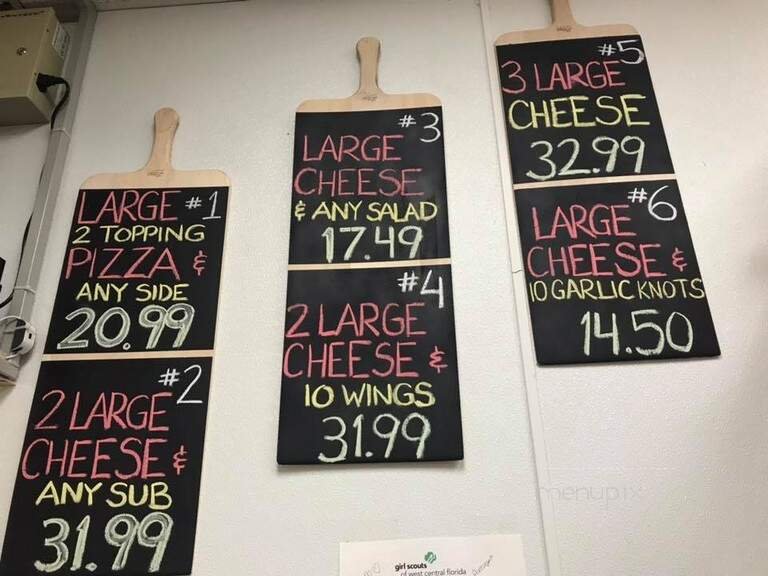 LARGE #1
2 TOPPING
PIZZA &
ANY SIDE
20.99
#2
2 LARGE
CHEESE &
ANY SUB
31.99
#3
LARGE
CHEESE
& ANY SALAD
17.49
#4
2 LARGE
CHEESE &
10 WINGS
31.99
#5
3 LARGE
CHEESE
32.99
#6
LARGE
CHEESE &
10 GARLIC KNOTS
14.50
menupix
girl scouts
of west central florida